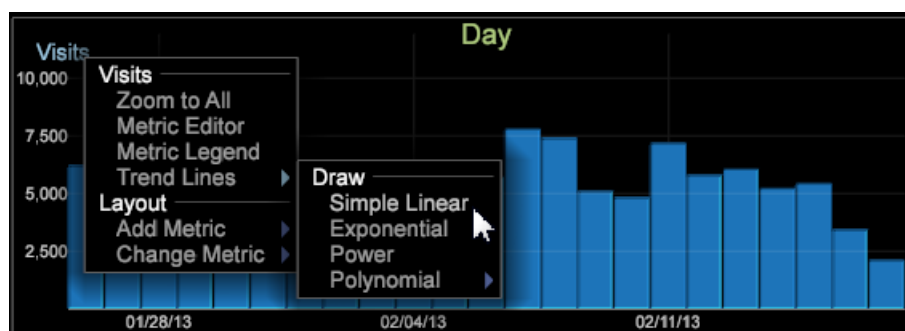 Day
Visits
10,000
7,500
5,000
2,500
Visits
Zoom to All
Metric Editor
Metric Legend
Trend Lines
Layout
Add Metric
Change Metric
Draw
Simple Linear
Exponential
Power
Polynomial
01/28/13
02/04/13
02/11/13